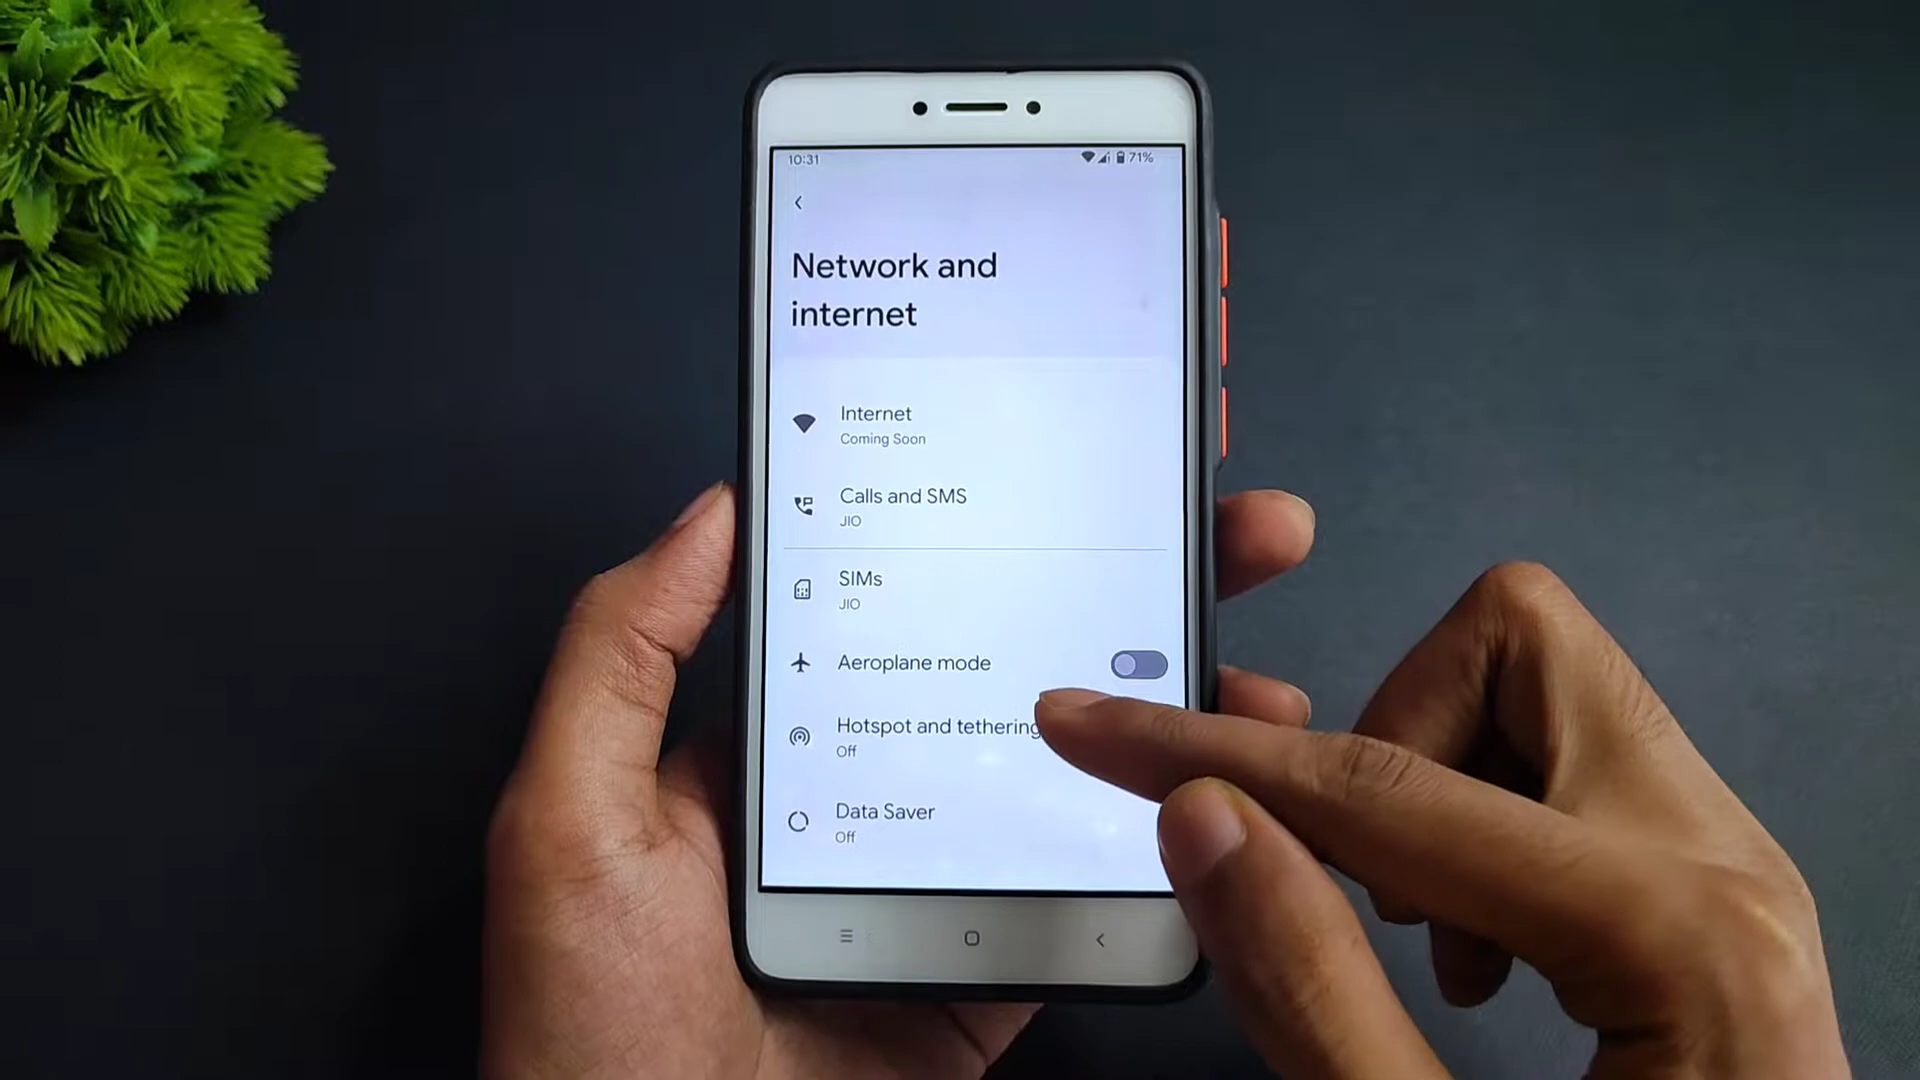 10:31
71%
Network and
internet
Internet
Coming Soon
Calls and SMS
JIO
SIMs
JIO
Aeroplane mode
Hotspot and tethering
Off
Data Saver
Off